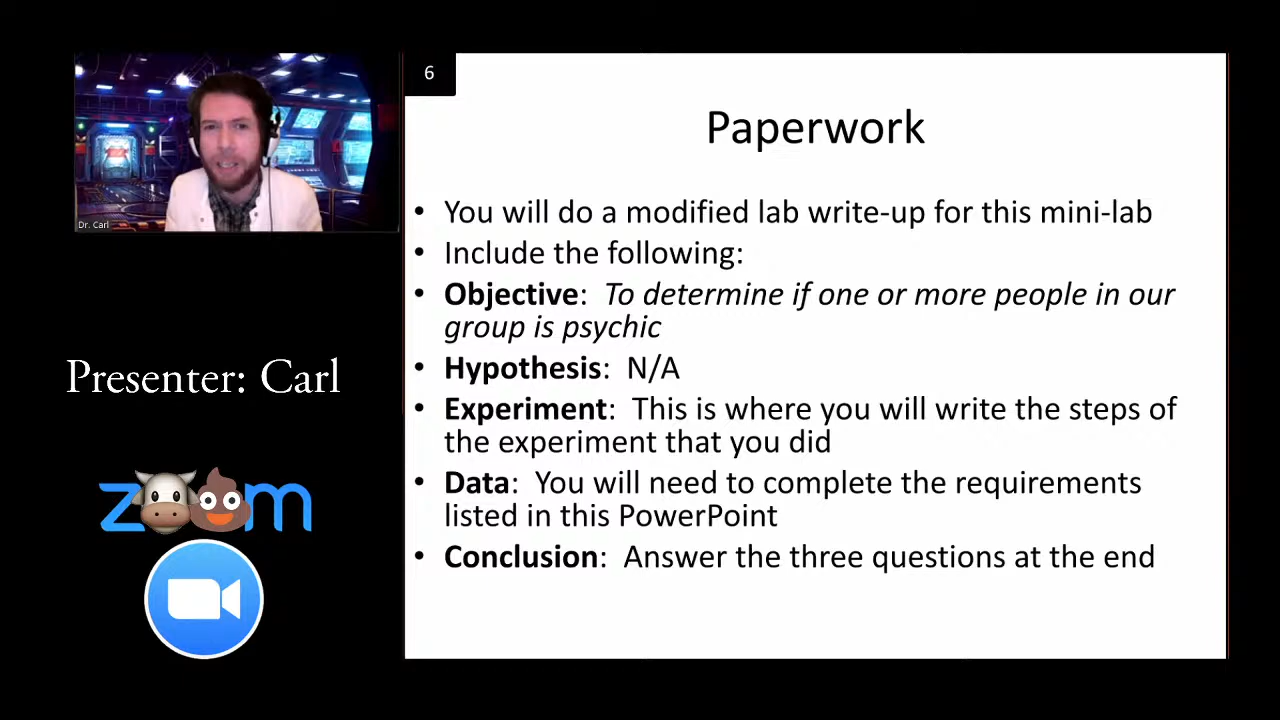 6
Paperwork
• You will do a modified lab write-up for this mini-lab
• Include the following:
• Objective: To determine if one or more people in our
group is psychic
• Hypothesis: N/A
• Experiment: This is where you will write the steps of
the experiment that you did
• Data: You will need to complete the requirements
listed in this PowerPoint
• Conclusion: Answer the three questions at the end
Dr. Carl
Presenter: Carl
z🐮💩m